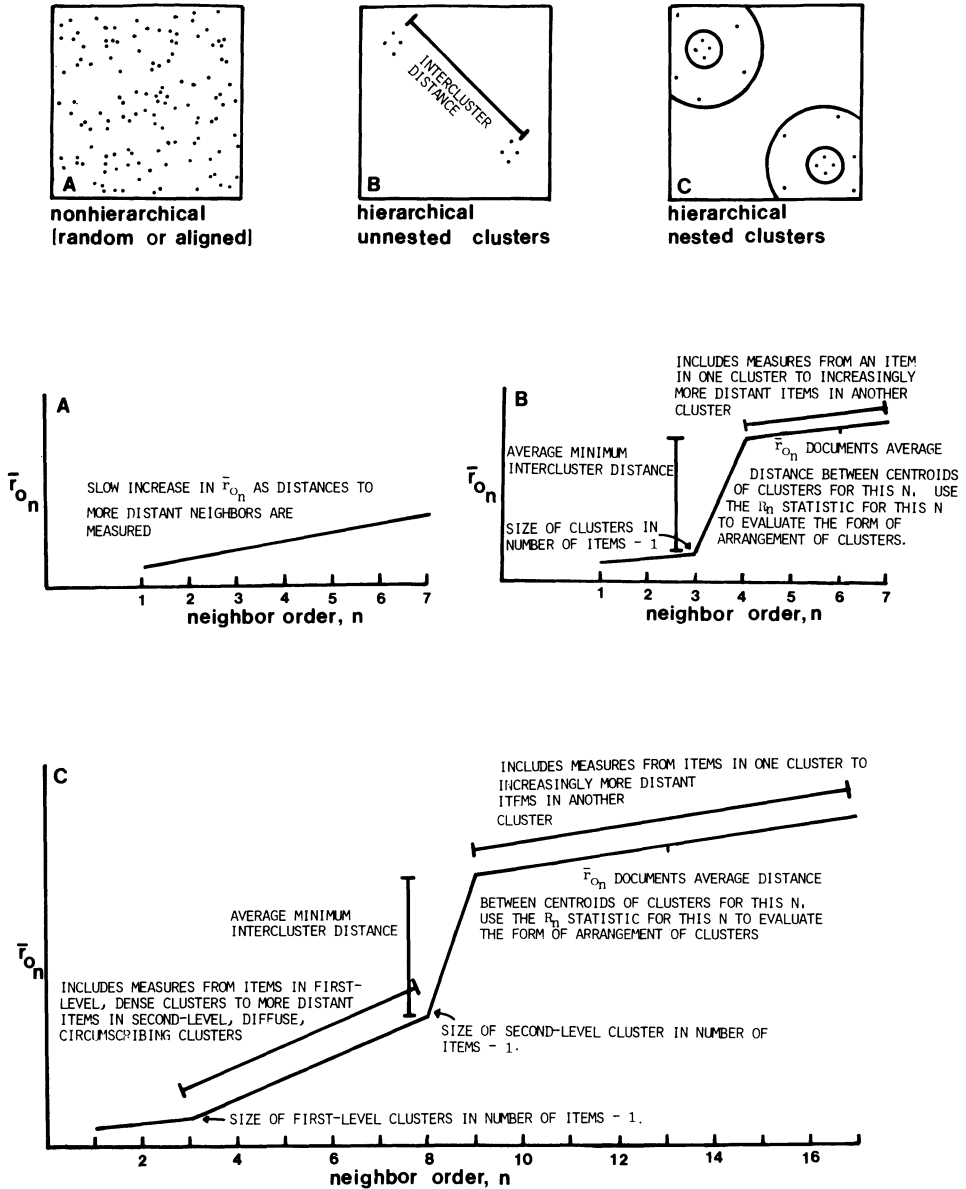 A
nonhierarchical
(random or aligned)
INTERCLUSTER
DISTANCE
B
hierarchical
unnested clusters
C
hierarchical
nested clusters
A
r̄on
SLOW INCREASE IN r̄on AS DISTANCES TO
MORE DISTANT NEIGHBORS ARE
MEASURED
1 2 3 4 5 6 7
neighbor order, n
B
INCLUDES MEASURES FROM AN ITEM
IN ONE CLUSTER TO INCREASINGLY
MORE DISTANT ITEMS IN ANOTHER
CLUSTER
r̄on
AVERAGE MINIMUM
INTERCLUSTER DISTANCE
SIZE OF CLUSTERS IN
NUMBER OF ITEMS - 1
r̄on DOCUMENTS AVERAGE
DISTANCE BETWEEN CENTROIDS
OF CLUSTERS FOR THIS N. USE
THE Rn STATISTIC FOR THIS N
TO EVALUATE THE FORM OF
ARRANGEMENT OF CLUSTERS.
1 2 3 4 5 6 7
neighbor order, n
C
INCLUDES MEASURES FROM ITEMS IN ONE CLUSTER TO
INCREASINGLY MORE DISTANT
ITEMS IN ANOTHER
CLUSTER
r̄on DOCUMENTS AVERAGE DISTANCE
BETWEEN CENTROIDS OF CLUSTERS FOR THIS N.
USE THE Rn STATISTIC FOR THIS N TO EVALUATE
THE FORM OF ARRANGEMENT OF CLUSTERS
AVERAGE MINIMUM
INTERCLUSTER DISTANCE
r̄on
INCLUDES MEASURES FROM ITEMS IN FIRST-
LEVEL, DENSE CLUSTERS TO MORE DISTANT
ITEMS IN SECOND-LEVEL, DIFFUSE,
CIRCUMSCRIBING CLUSTERS
SIZE OF SECOND-LEVEL CLUSTER IN NUMBER OF
ITEMS - 1.
SIZE OF FIRST-LEVEL CLUSTERS IN NUMBER OF ITEMS - 1.
2 4 6 8 10 12 14 16
neighbor order, n